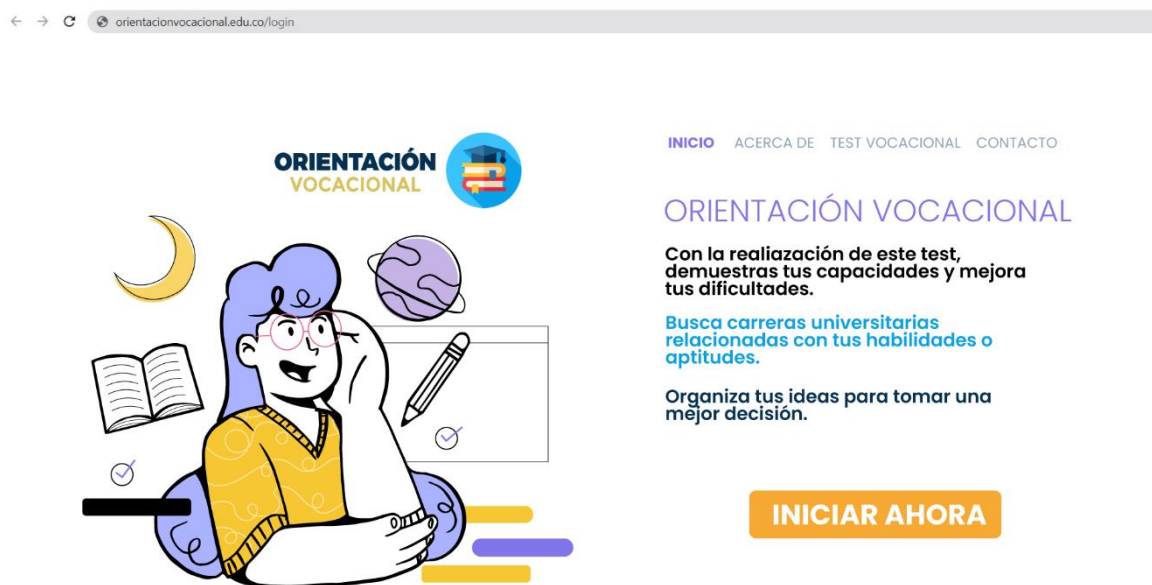 orientacionvocacional.edu.co/login
ORIENTACIÓN
VOCACIONAL
INICIO ACERCA DE TEST VOCACIONAL CONTACTO
ORIENTACIÓN VOCACIONAL
Con la realiazación de este test,
demuestras tus capacidades y mejora
tus dificultades.
Busca carreras universitarias
relacionadas con tus habilidades o
aptitudes.
Organiza tus ideas para tomar una
mejor decisión.
INICIAR AHORA